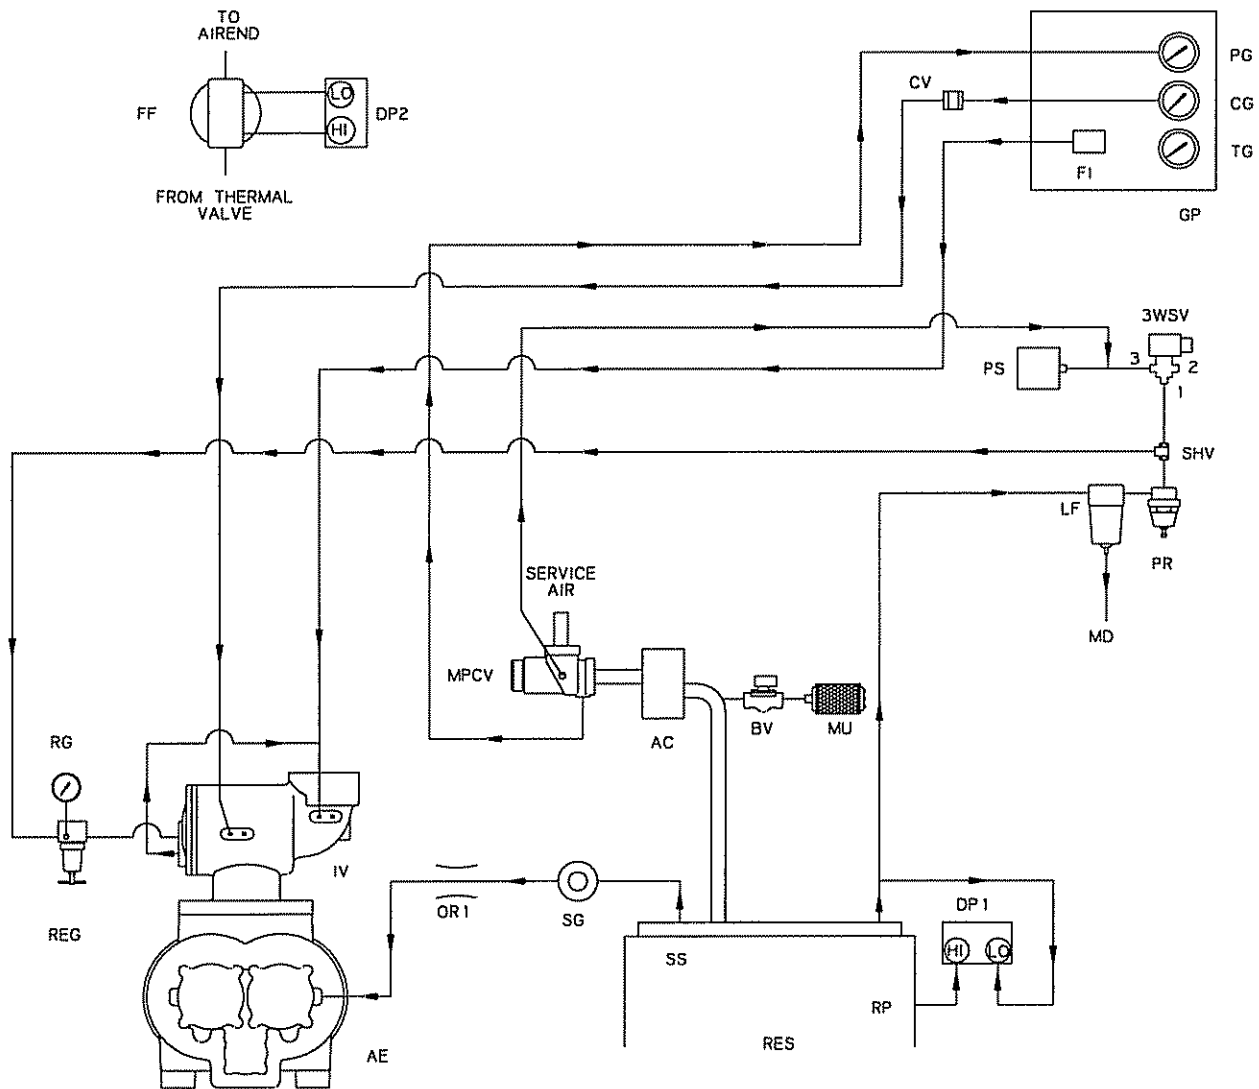 TO
AIREND
FF
LO
HI
DP2
FROM THERMAL
VALVE
CV
PG
CG
TG
FI
GP
3WSV
PS
3
2
1
SHV
LF
PR
MD
SERVICE
AIR
MPCV
AC
BV
MU
RG
REG
IV
OR1
SG
DP1
HI
LO
SS
RP
RES
AE